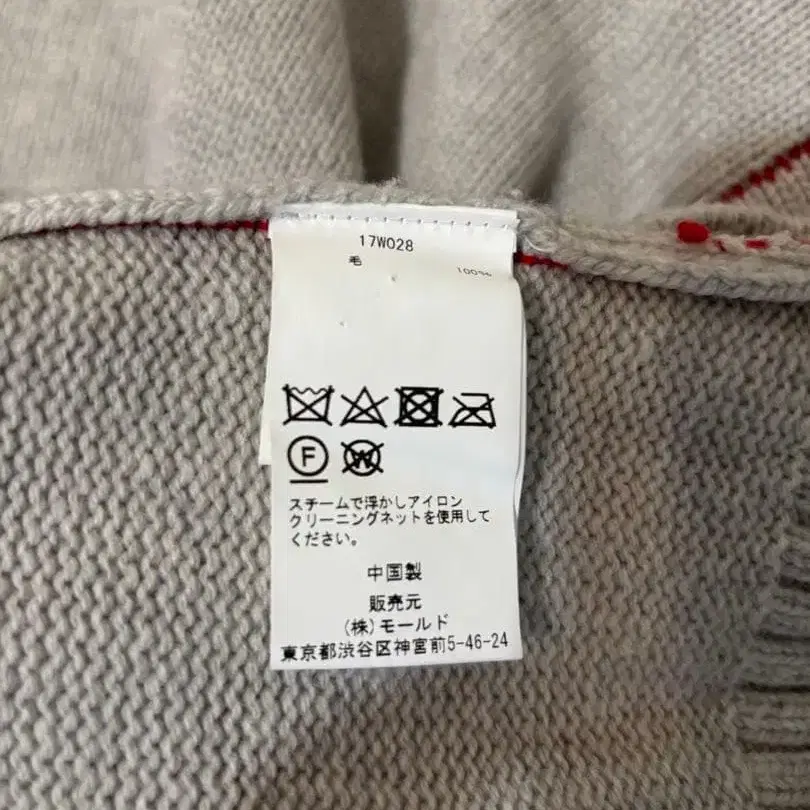 17W028
毛 100%
F
W
スチームで浮かしアイロン
クリーニングネットを使用して
ください。
中国製
販売元
(株)モールド
東京都渋谷区神宮前5-46-24